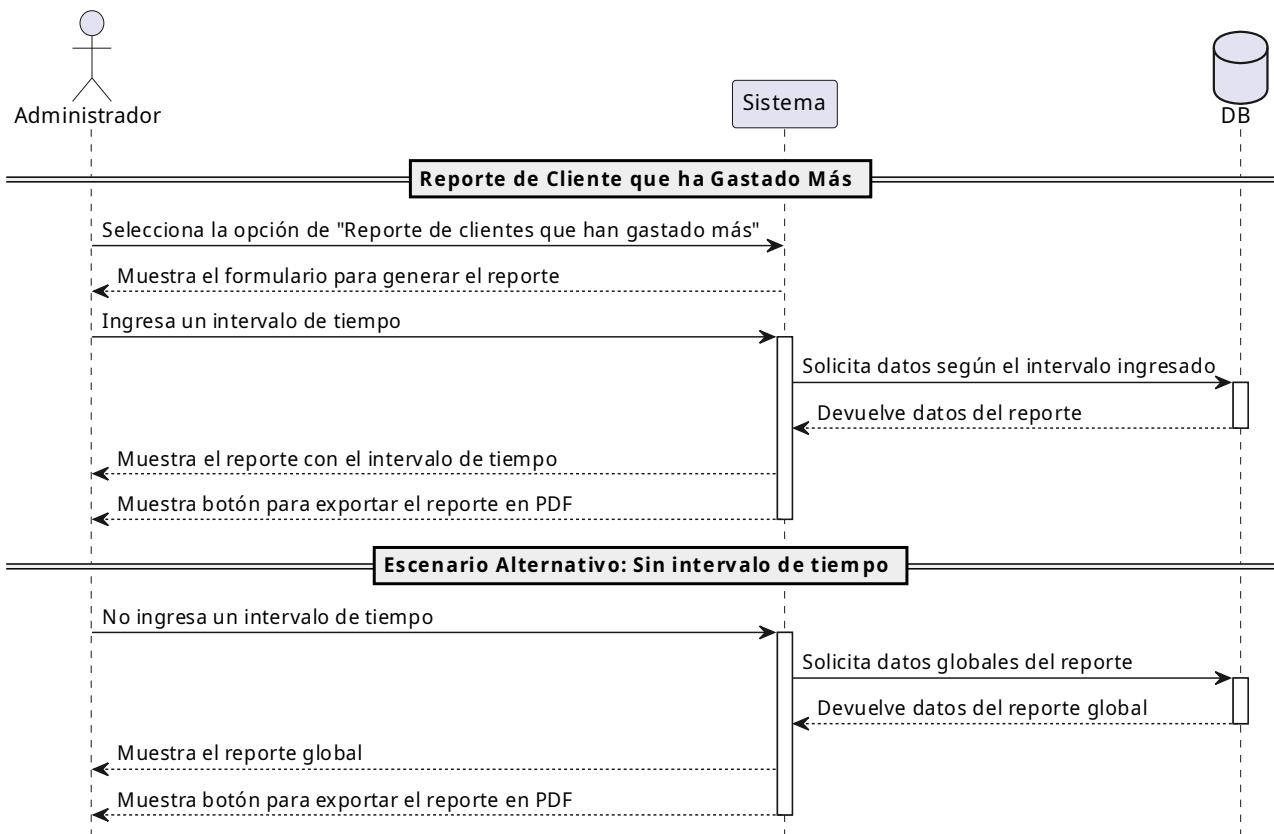 Administrador
Sistema
DB
Reporte de Cliente que ha Gastado Más
Selecciona la opción de "Reporte de clientes que han gastado más"
Muestra el formulario para generar el reporte
Ingresa un intervalo de tiempo
Solicita datos según el intervalo ingresado
Devuelve datos del reporte
Muestra el reporte con el intervalo de tiempo
Muestra botón para exportar el reporte en PDF
Escenario Alternativo: Sin intervalo de tiempo
No ingresa un intervalo de tiempo
Solicita datos globales del reporte
Devuelve datos del reporte global
Muestra el reporte global
Muestra botón para exportar el reporte en PDF